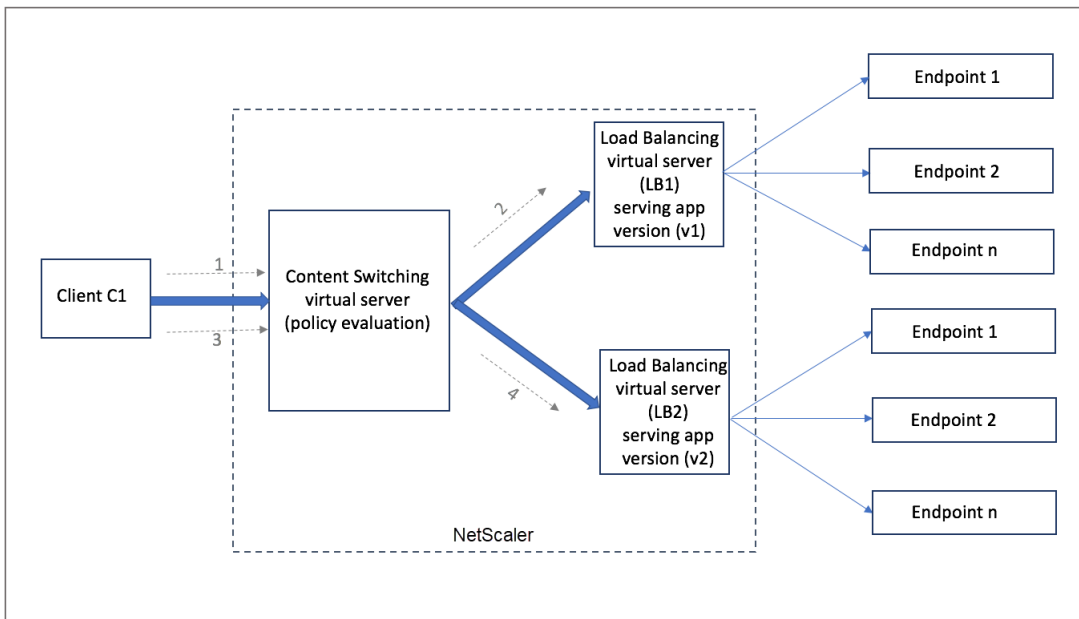 Client C1
1
3
Content Switching
virtual server
(policy evaluation)
2
4
Load Balancing
virtual server
(LB1)
serving app
version (v1)
Load Balancing
virtual server
(LB2)
serving app
version (v2)
NetScaler
Endpoint 1
Endpoint 2
Endpoint n
Endpoint 1
Endpoint 2
Endpoint n